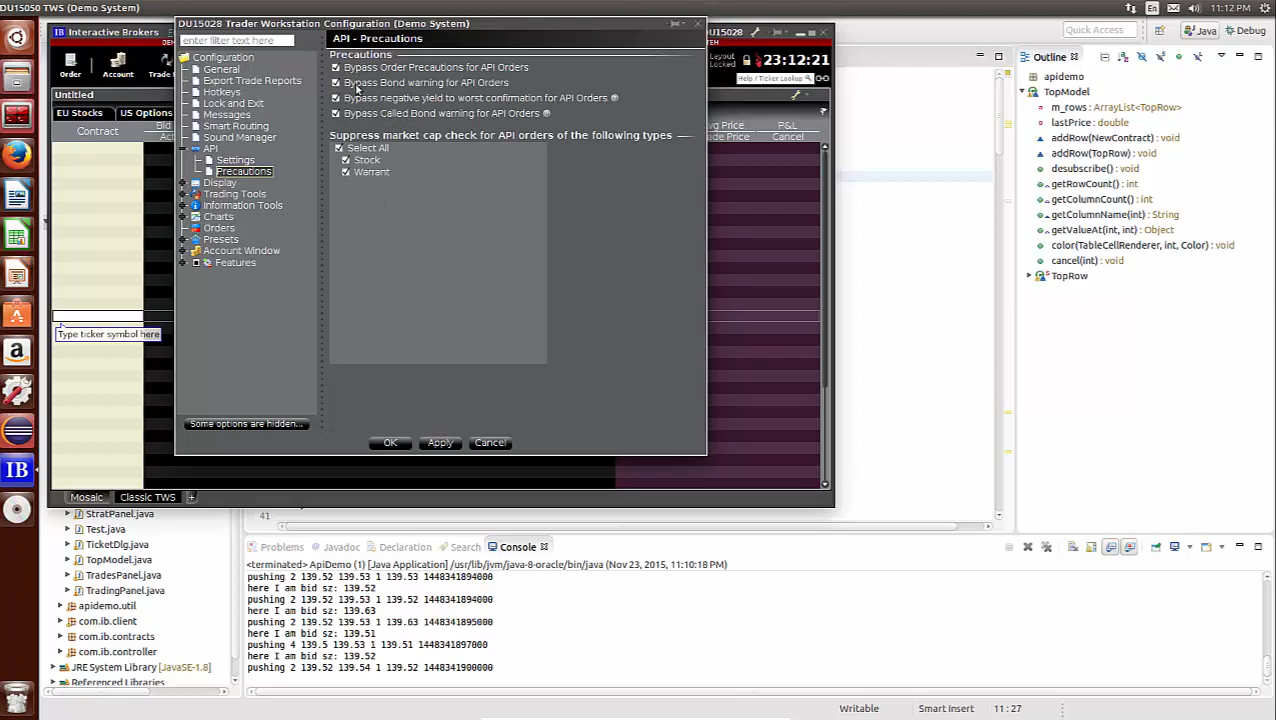 DU15050 TWS (Demo System)
En
11:12 PM
DU15028 Trader Workstation Configuration (Demo System)
Interactive Brokers
DU15028
Quick Access
Java
Debug
enter filter text here
API - Precautions
Configuration
General
Export Trade Reports
Hotkeys
Lock and Exit
Messages
Smart Routing
Sound Manager
API
Settings
Precautions
Display
Trading Tools
Information Tools
Charts
Orders
Presets
Account Window
Features
Some options are hidden...
Precautions
Bypass Order Precautions for API Orders
Bypass Bond warning for API Orders
Bypass Called Bond warning for API Orders
Suppress market cap check for API orders of the following types
Select All
Stock
Warrant
OK
Apply
Cancel
Order
Account
Trade
Layout
Locked
23:12:21
Help / Ticker Lookup
Untitled
EU Stocks
US Options
Contract
Price
P&L
Price
Cancel
Type ticker symbol here
Mosaic
Classic TWS
+
Outline
apidemo
TopModel
m_rows: ArrayList<TopRow>
lastPrice: double
addRow(NewContract): void
addRow(TopRow): void
desubscribe(): void
getRowCount(): int
getColumnCount(): int
getColumnName(int): String
getValueAt(int, int): Object
color(TableCellRenderer, int, Color): void
cancel(int): void
TopRow
StratPanel.java
Test.java
TicketDlg.java
TopModel.java
TradesPanel.java
TradingPanel.java
apidemo.util
com.ib.client
com.ib.contracts
com.ib.controller
JRE System Library [JavaSE-1.8]
Referenced Libraries
41
Problems
Javadoc
Declaration
Search
Console
<terminated> ApiDemo (1) [Java Application] /usr/lib/jvm/java-8-oracle/bin/java (Nov 23, 2015, 11:10:18 PM)
pushing 2 139.52 139.53 1 139.53 1448341894000
here I am bid sz: 139.52
pushing 2 139.52 139.53 1 139.52 1448341894000
here I am bid sz: 139.63
pushing 2 139.52 139.53 1 139.63 1448341895000
here I am bid sz: 139.51
pushing 4 139.5 139.53 1 139.51 1448341897000
here I am bid sz: 139.52
pushing 2 139.52 139.54 1 139.52 1448341900000
Writable
Smart Insert
11 : 27
IB